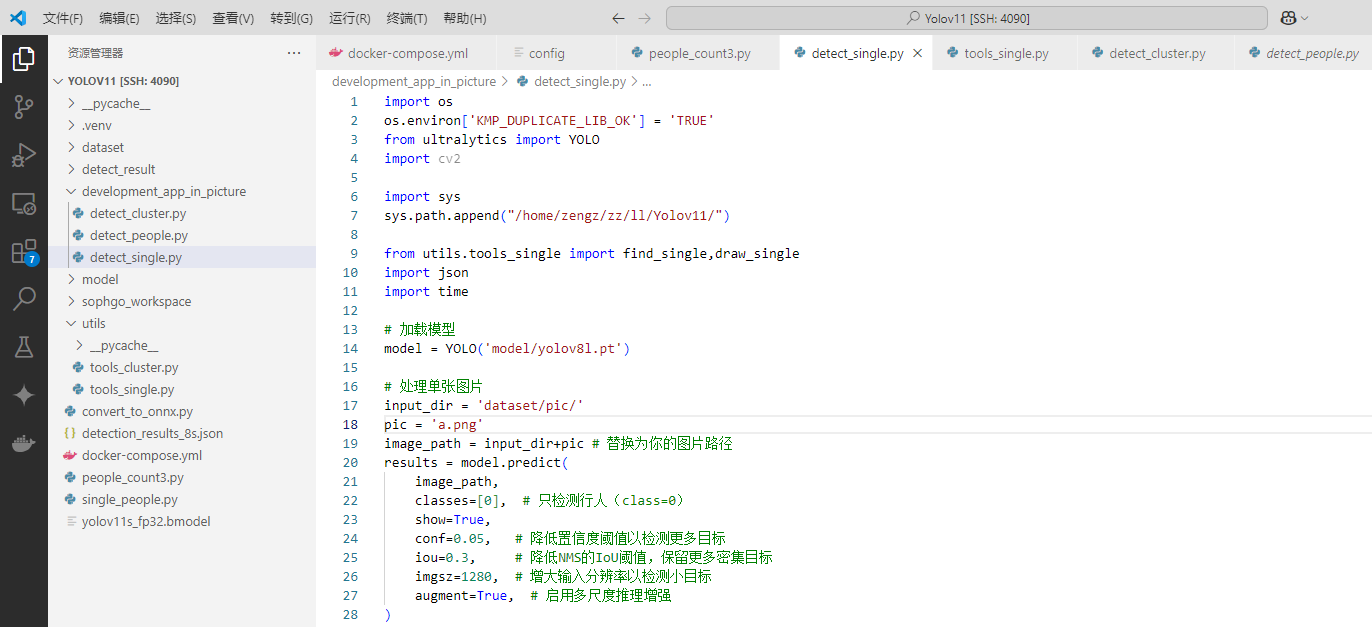 文件(F) 编辑(E) 选择(S) 查看(V) 转到(G) 运行(R) 终端(T) 帮助(H) Yolov11 [SSH: 4090]
资源管理器
YOLOV11 [SSH: 4090]
__pycache__
.venv
dataset
detect_result
development_app_in_picture
detect_cluster.py
detect_people.py
detect_single.py
model
sophgo_workspace
utils
__pycache__
tools_cluster.py
tools_single.py
convert_to_onnx.py
detection_results_8s.json
docker-compose.yml
people_count3.py
single_people.py
yolov11s_fp32.bmodel
7
docker-compose.yml config people_count3.py detect_single.py tools_single.py detect_cluster.py detect_people.py
development_app_in_picture > detect_single.py > ...
1 import os
2 os.environ['KMP_DUPLICATE_LIB_OK'] = 'TRUE'
3 from ultralytics import YOLO
4 import cv2
5
6 import sys
7 sys.path.append("/home/zengz/zz/ll/Yolov11/")
8
9 from utils.tools_single import find_single,draw_single
10 import json
11 import time
12
13 # 加载模型
14 model = YOLO('model/yolov8l.pt')
15
16 # 处理单张图片
17 input_dir = 'dataset/pic/'
18 pic = 'a.png'
19 image_path = input_dir+pic # 替换为你的图片路径
20 results = model.predict(
21 image_path,
22 classes=[0], # 只检测行人（class=0）
23 show=True,
24 conf=0.05, # 降低置信度阈值以检测更多目标
25 iou=0.3, # 降低NMS的IoU阈值，保留更多密集目标
26 imgsz=1280, # 增大输入分辨率以检测小目标
27 augment=True, # 启用多尺度推理增强
28 )